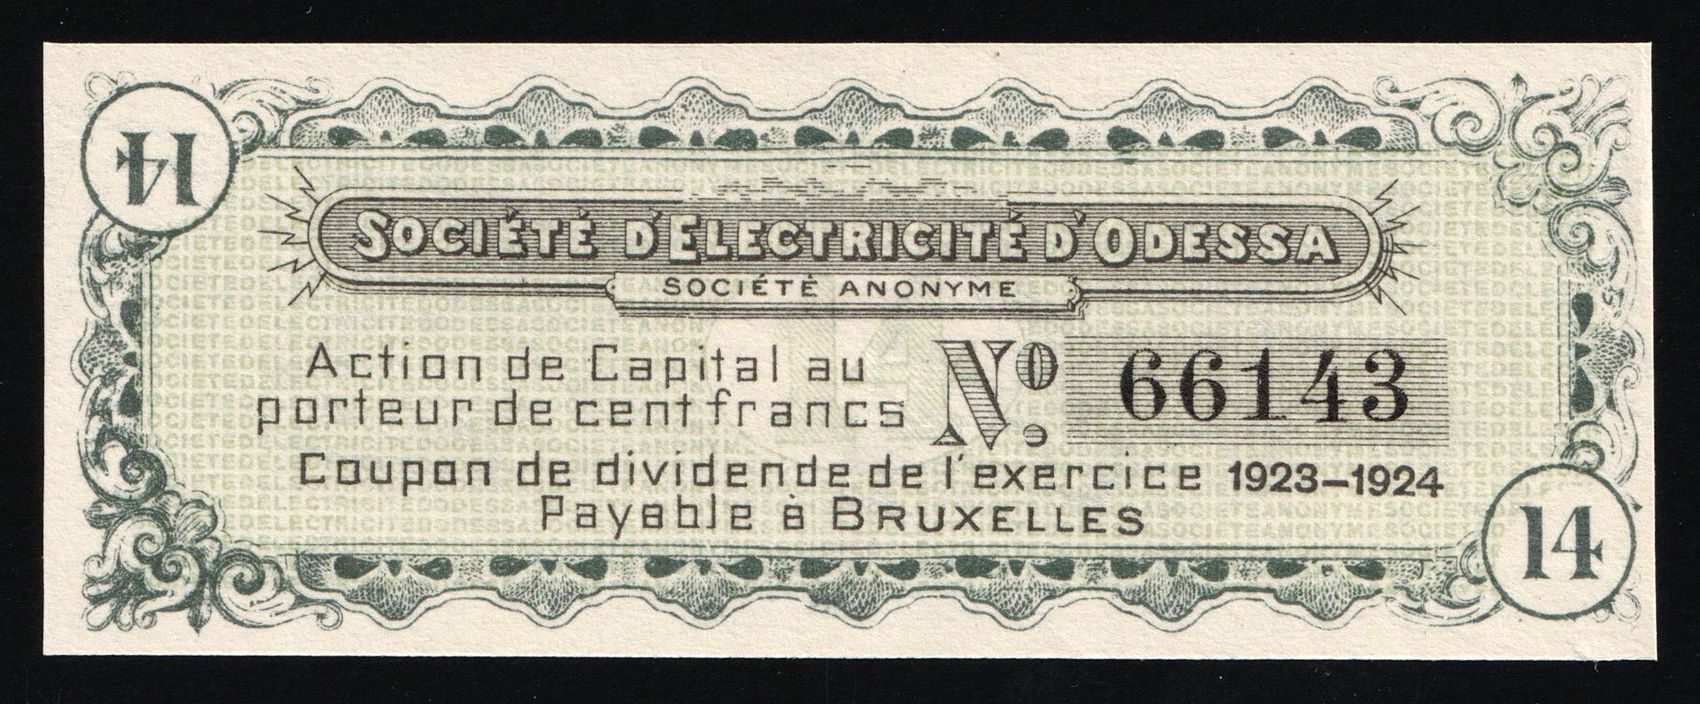 14
SOCIÉTÉ D'ELECTRICITÉ D'ODESSA
SOCIÉTÉ ANONYME
Action de Capital au
porteur de cent francs
No. 66143
Coupon de dividende de l'exercice 1923–1924
Payable à BRUXELLES
14